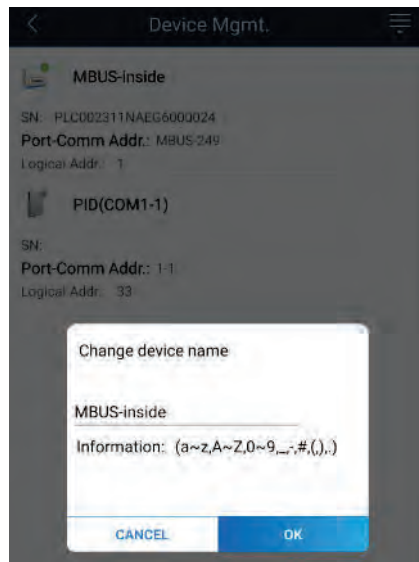 Device Mgmt.
MBUS-inside
SN: PLC002311NAEG6000024
Port-Comm Addr.: MBUS-249
Logical Addr.: 1
PID(COM1-1)
SN:
Port-Comm Addr.: 1-1
Logical Addr.: 33
Change device name
MBUS-inside
Information: (a~z,A~Z,0~9,_,-,#,(,),.)
CANCEL OK